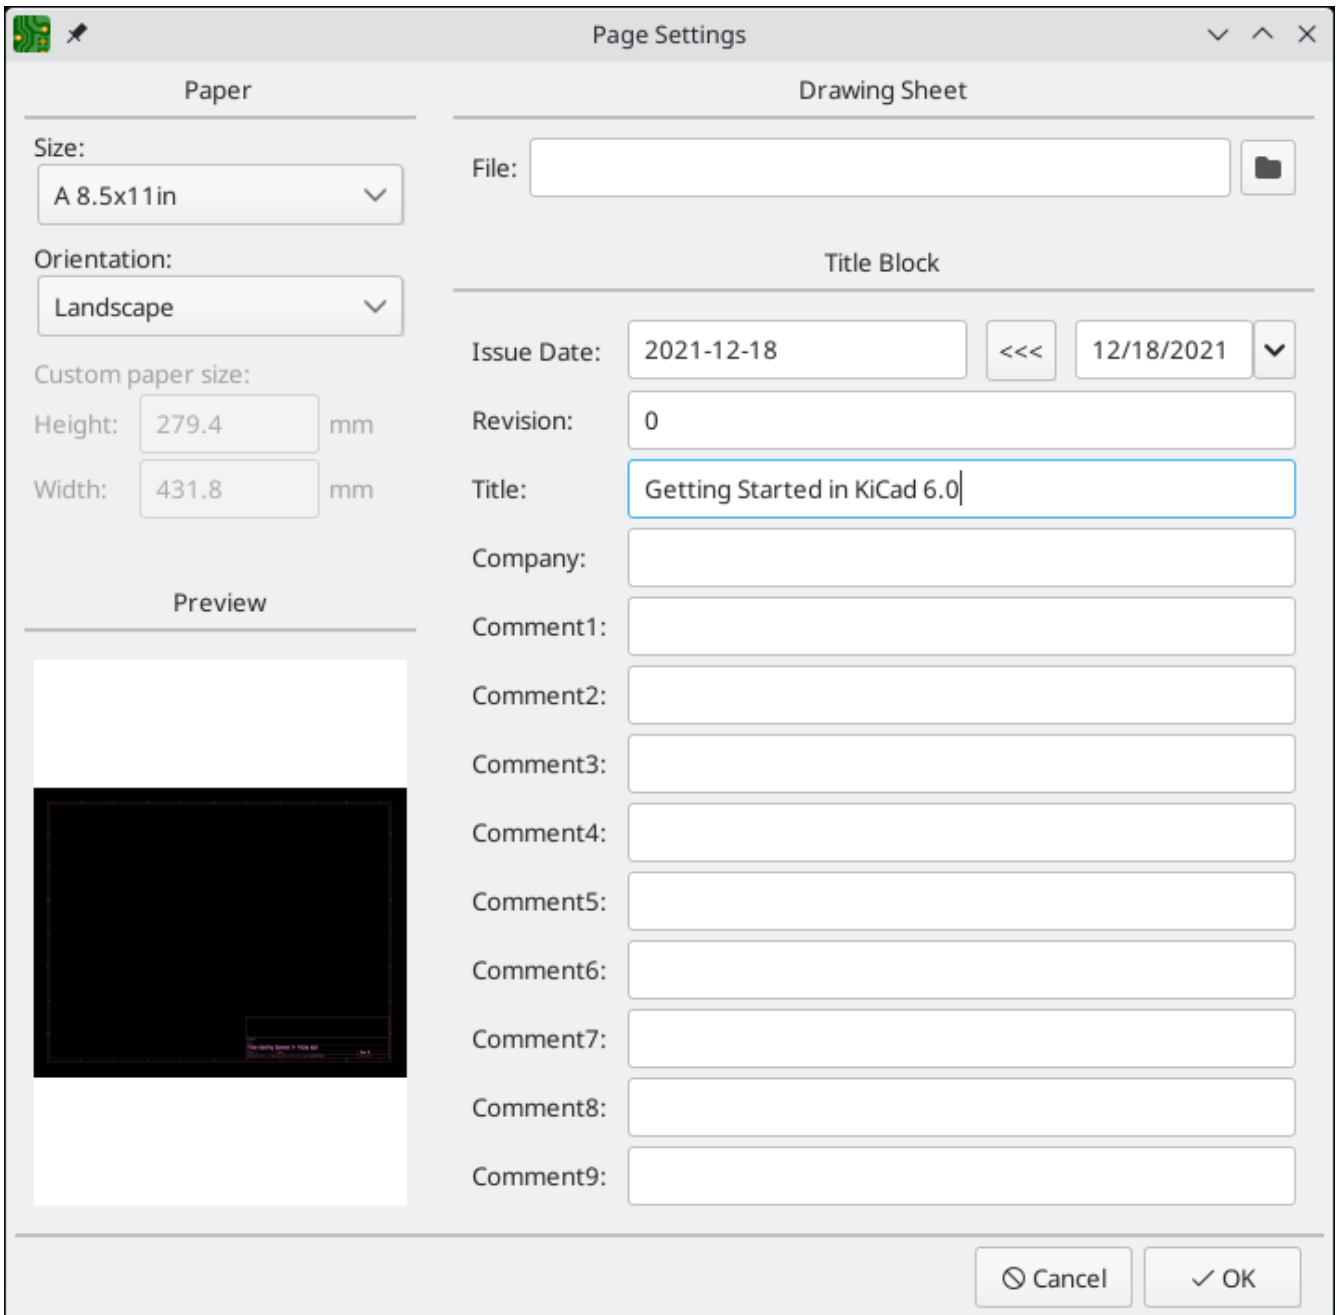 Page Settings
Paper
Size:
A 8.5x11in
Orientation:
Landscape
Custom paper size:
Height: 279.4 mm
Width: 431.8 mm
Preview
Drawing Sheet
File:
Title Block
Issue Date: 2021-12-18 <<< 12/18/2021
Revision: 0
Title: Getting Started in KiCad 6.0
Company:
Comment1:
Comment2:
Comment3:
Comment4:
Comment5:
Comment6:
Comment7:
Comment8:
Comment9:
Cancel OK